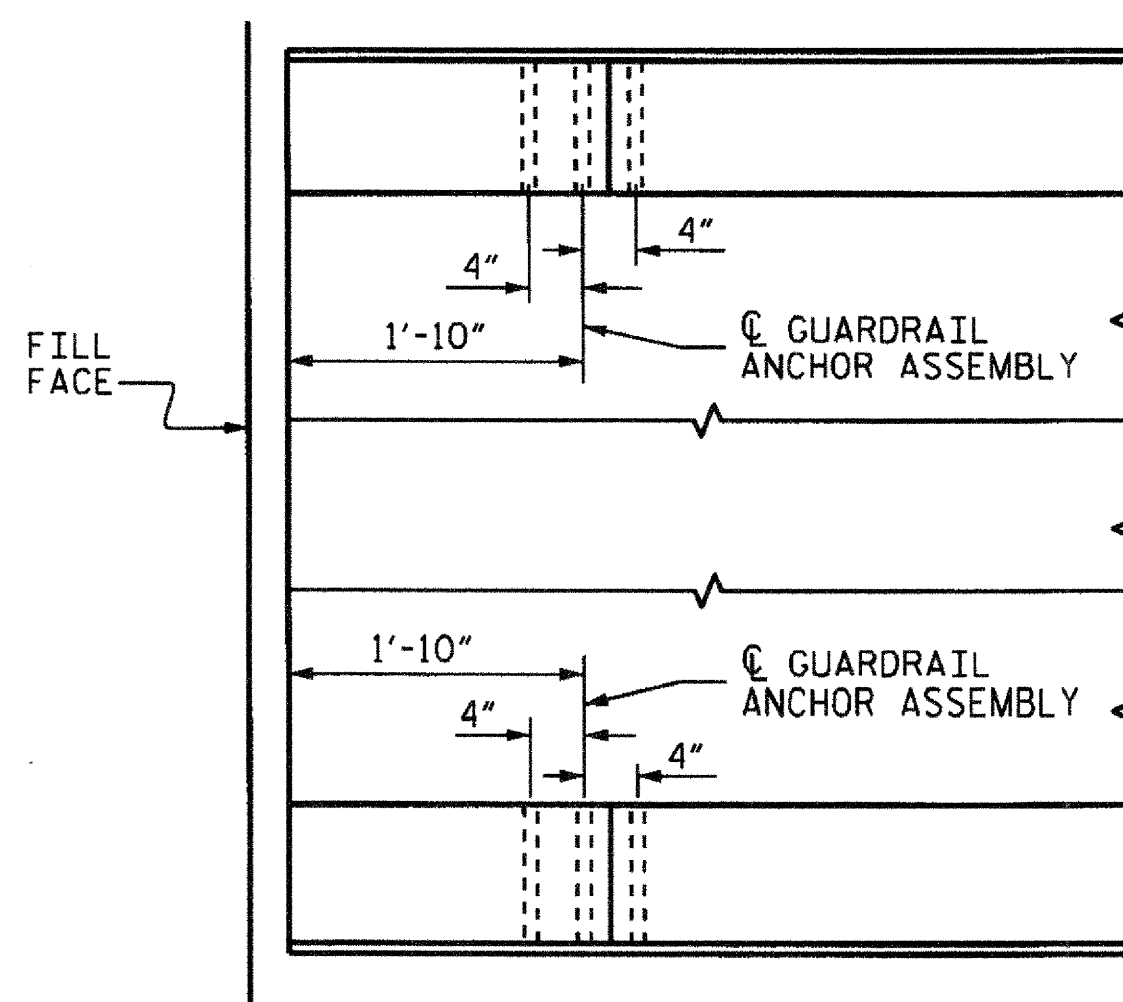 4"
4"
1'-10"
℄ GUARDRAIL
ANCHOR ASSEMBLY
FILL
FACE
1'-10"
℄ GUARDRAIL
ANCHOR ASSEMBLY
4"
4"